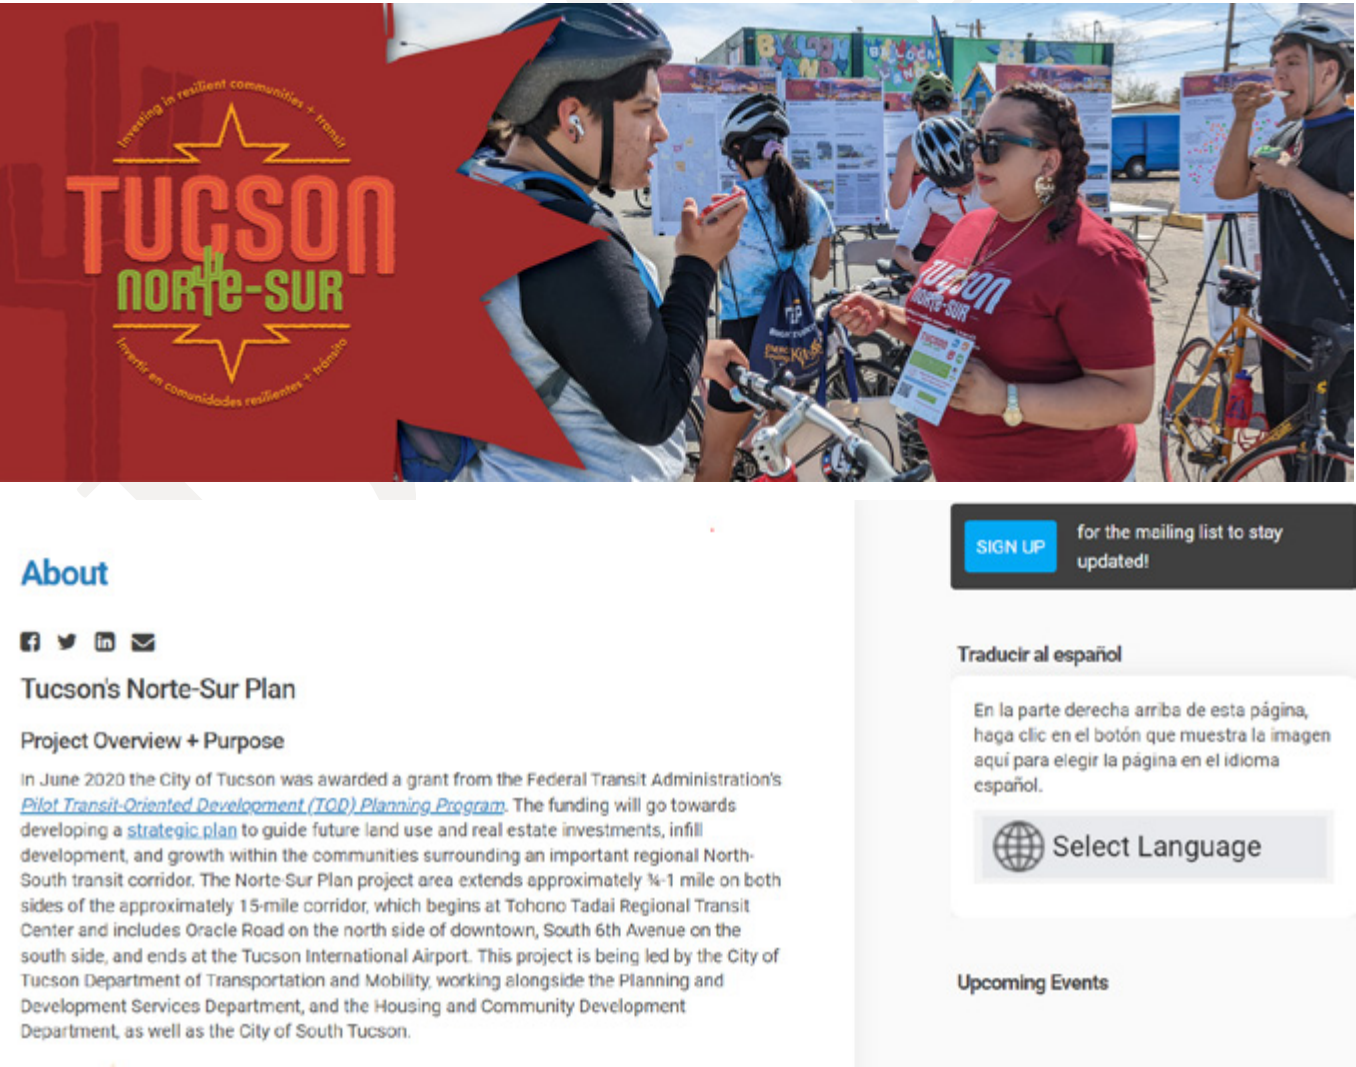 Investing in resilient communities + transit
TUCSON
NORTE-SUR
Invertir en comunidades resilientes + tránsito
TUCSON
NORTE-SUR
TUCSON
About
Tucson's Norte-Sur Plan
Project Overview + Purpose
In June 2020 the City of Tucson was awarded a grant from the Federal Transit Administration's
Pilot Transit-Oriented Development (TOD) Planning Program. The funding will go towards
developing a strategic plan to guide future land use and real estate investments, infill
development, and growth within the communities surrounding an important regional North-
South transit corridor. The Norte-Sur Plan project area extends approximately ¾-1 mile on both
sides of the approximately 15-mile corridor, which begins at Tohono Tadai Regional Transit
Center and includes Oracle Road on the north side of downtown, South 6th Avenue on the
south side, and ends at the Tucson International Airport. This project is being led by the City of
Tucson Department of Transportation and Mobility, working alongside the Planning and
Development Services Department, and the Housing and Community Development
Department, as well as the City of South Tucson.
SIGN UP
for the mailing list to stay
updated!
Traducir al español
En la parte derecha arriba de esta página,
haga clic en el botón que muestra la imagen
aquí para elegir la página en el idioma
español.
Select Language
Upcoming Events